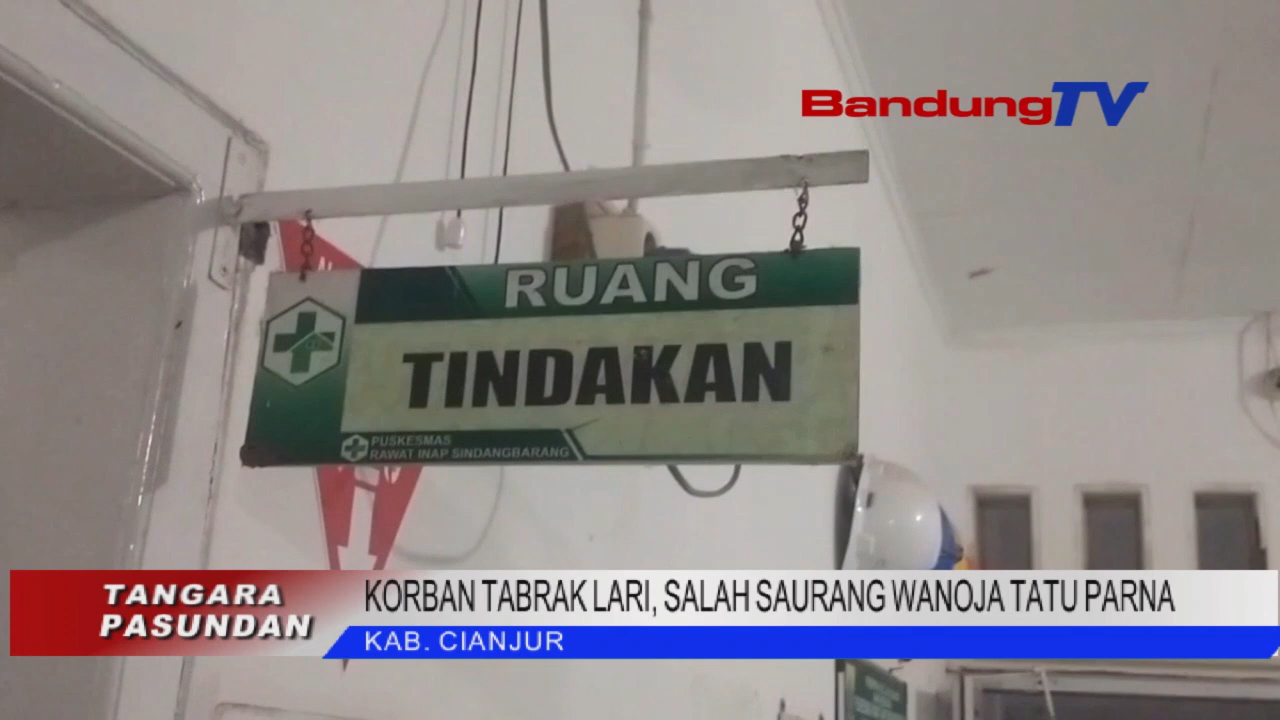 BandungTV
RUANG
TINDAKAN
PUSKESMAS
RAWAT INAP SINDANGBARANG
TANGARA
PASUNDAN
KORBAN TABRAK LARI, SALAH SAURANG WANOJA TATU PARNA
KAB. CIANJUR